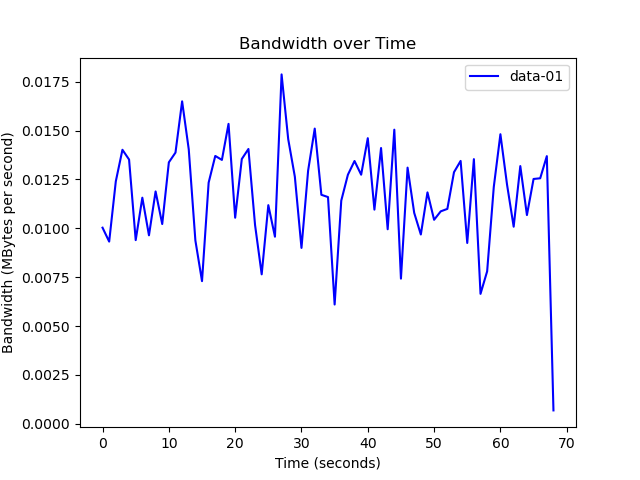 Bandwidth over Time
data-01
Bandwidth (MBytes per second)
0.0175
0.0150
0.0125
0.0100
0.0075
0.0050
0.0025
0.0000
0 10 20 30 40 50 60 70
Time (seconds)